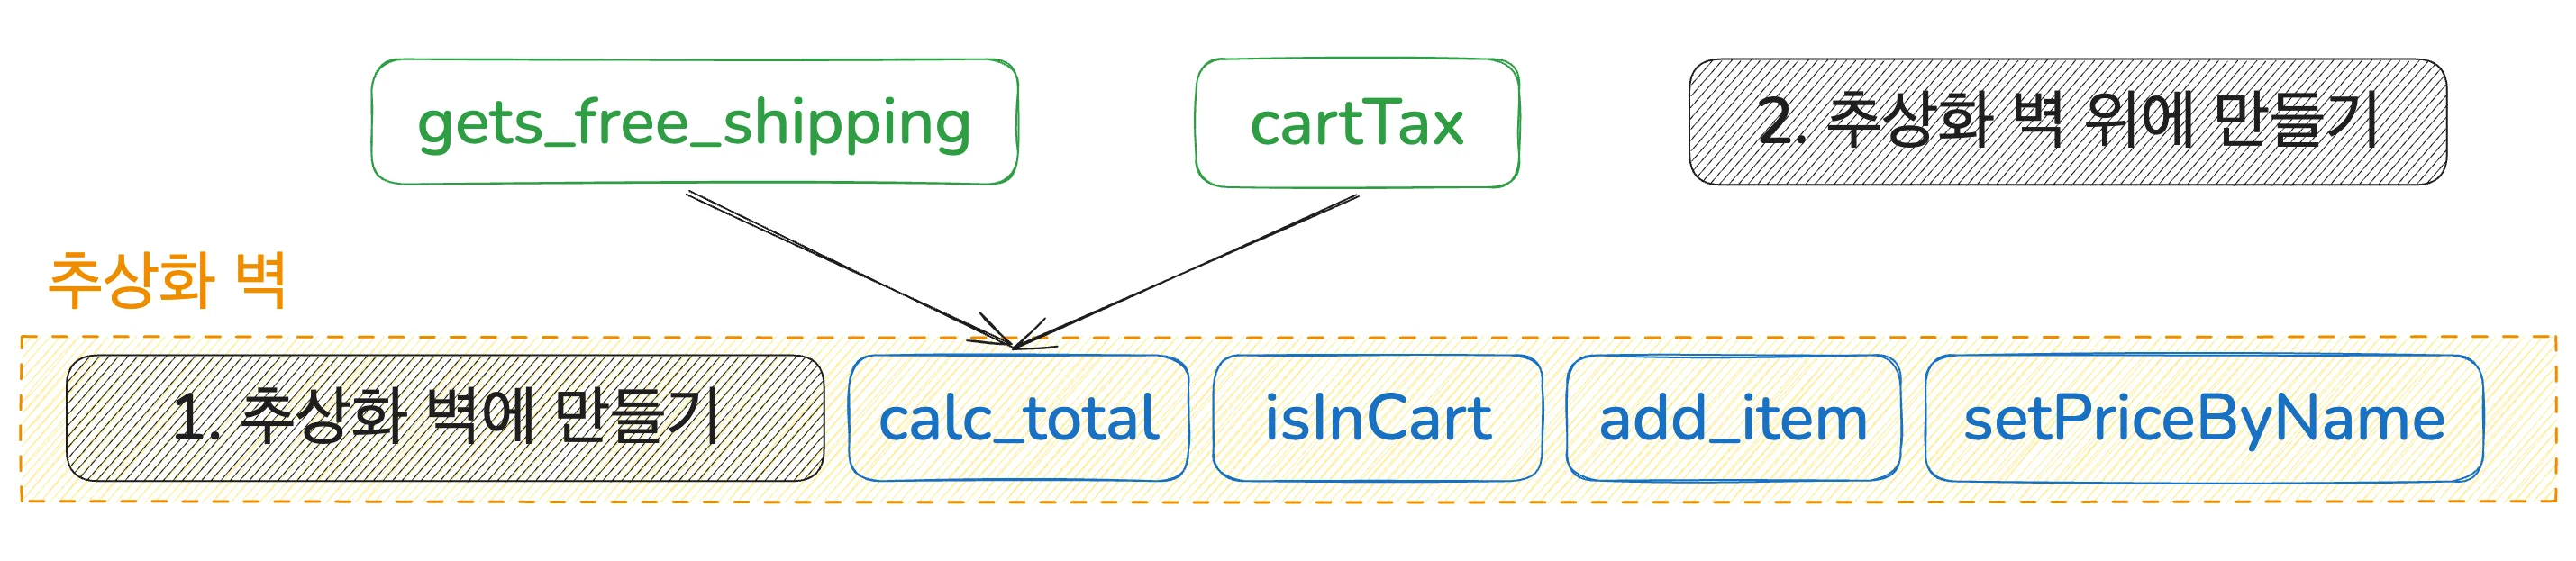 gets_free_shipping
cartTax
2. 추상화 벽 위에 만들기
추상화 벽
1. 추상화 벽에 만들기
calc_total
isInCart
add_item
setPriceByName